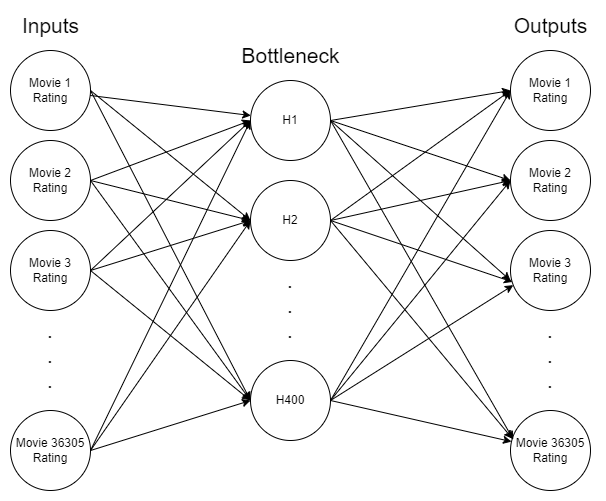 Inputs
Bottleneck
Outputs
Movie 1
Rating
Movie 2
Rating
Movie 3
Rating
.
.
.
Movie 36305
Rating
H1
H2
.
.
.
H400
Movie 1
Rating
Movie 2
Rating
Movie 3
Rating
.
.
.
Movie 36305
Rating